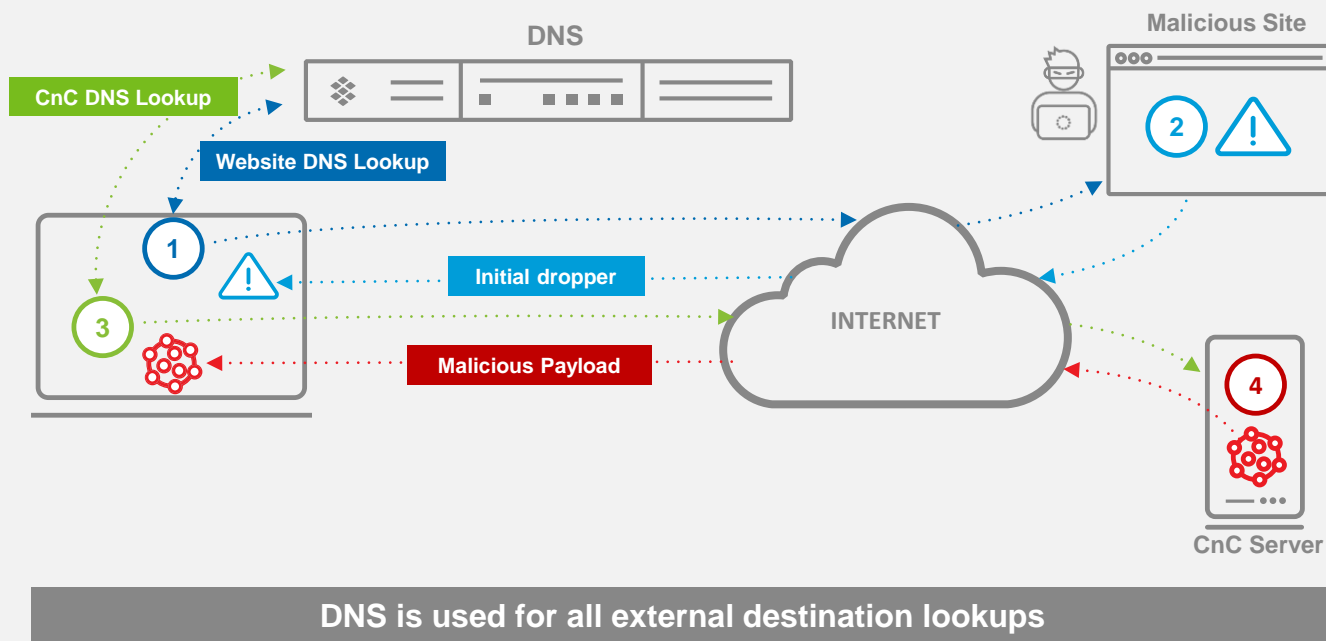 Malicious Site
DNS
CnC DNS Lookup
2
Website DNS Lookup
1
Initial dropper
3
INTERNET
Malicious Payload
4
CnC Server
DNS is used for all external destination lookups